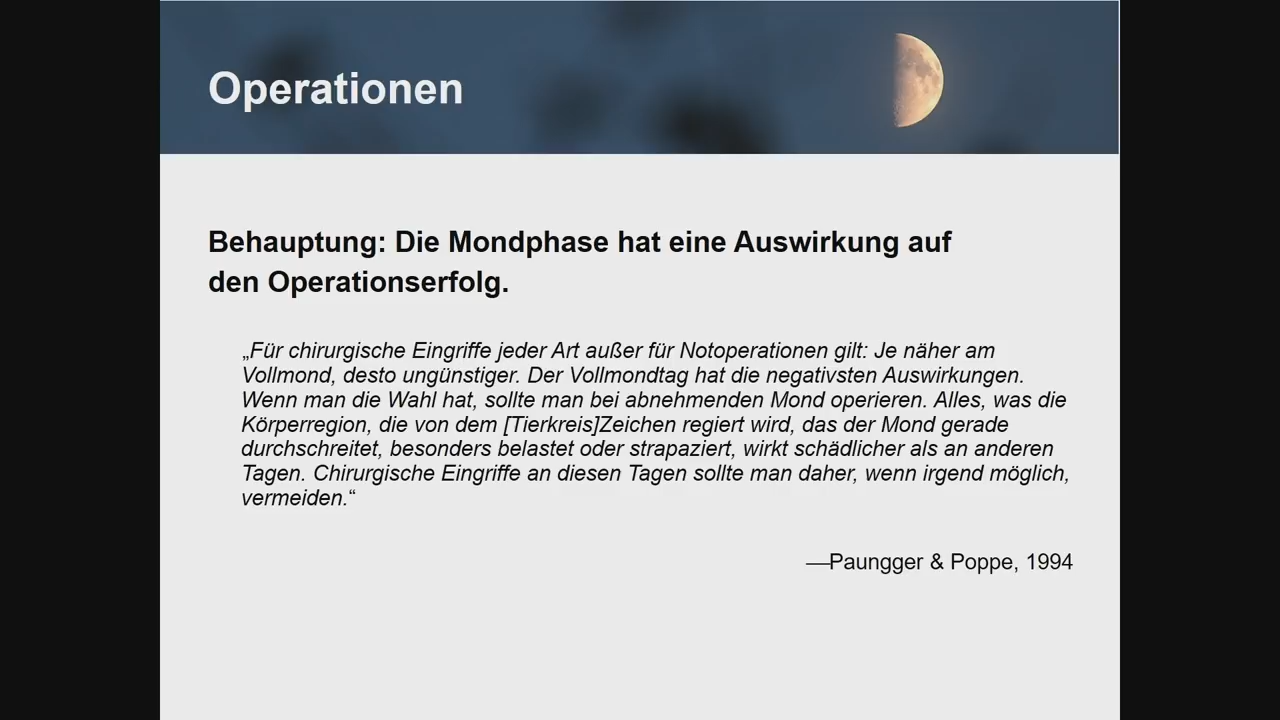 Operationen
Behauptung: Die Mondphase hat eine Auswirkung auf
den Operationserfolg.
„Für chirurgische Eingriffe jeder Art außer für Notoperationen gilt: Je näher am
Vollmond, desto ungünstiger. Der Vollmondtag hat die negativsten Auswirkungen.
Wenn man die Wahl hat, sollte man bei abnehmenden Mond operieren. Alles, was die
Körperregion, die von dem [Tierkreis]Zeichen regiert wird, das der Mond gerade
durchschreitet, besonders belastet oder strapaziert, wirkt schädlicher als an anderen
Tagen. Chirurgische Eingriffe an diesen Tagen sollte man daher, wenn irgend möglich,
vermeiden.“
—Paungger & Poppe, 1994